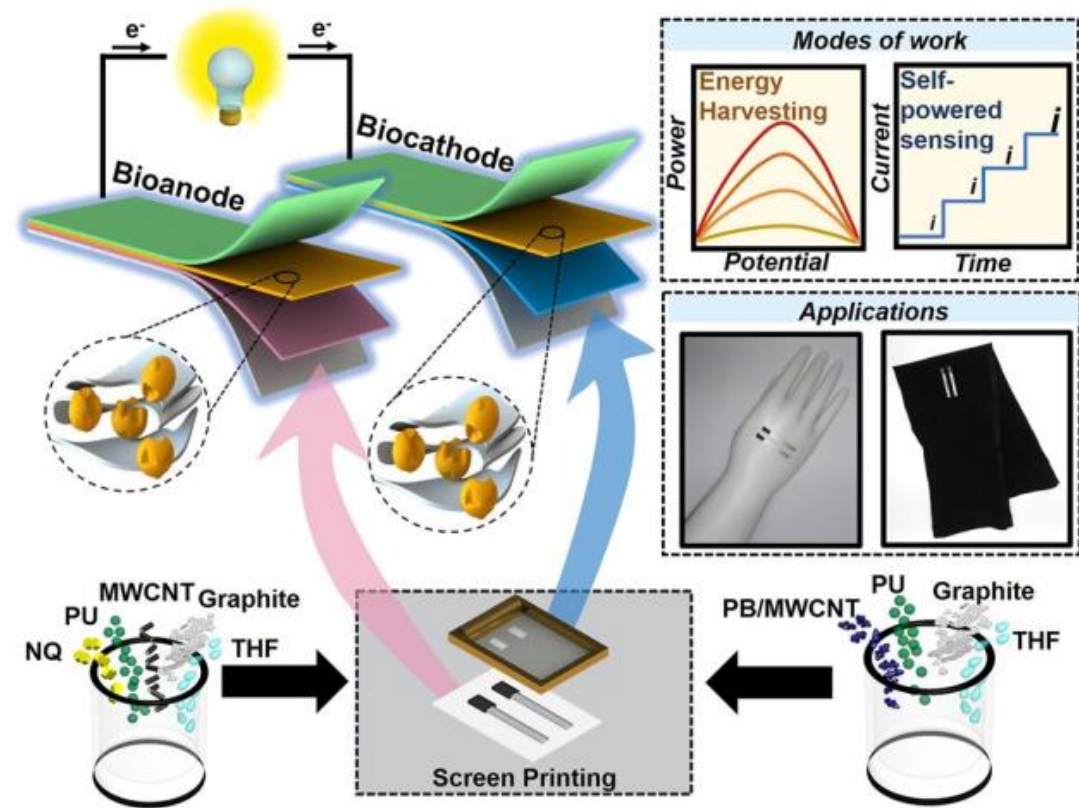 e-
e-
Bioanode
Biocathode
Modes of work
Energy
Harvesting
Power
Potential
Self-
powered
sensing
i
i
i
i
Current
Time
Applications
MWCNT
PU
Graphite
NQ
THF
Screen Printing
PU
Graphite
PB/MWCNT
THF